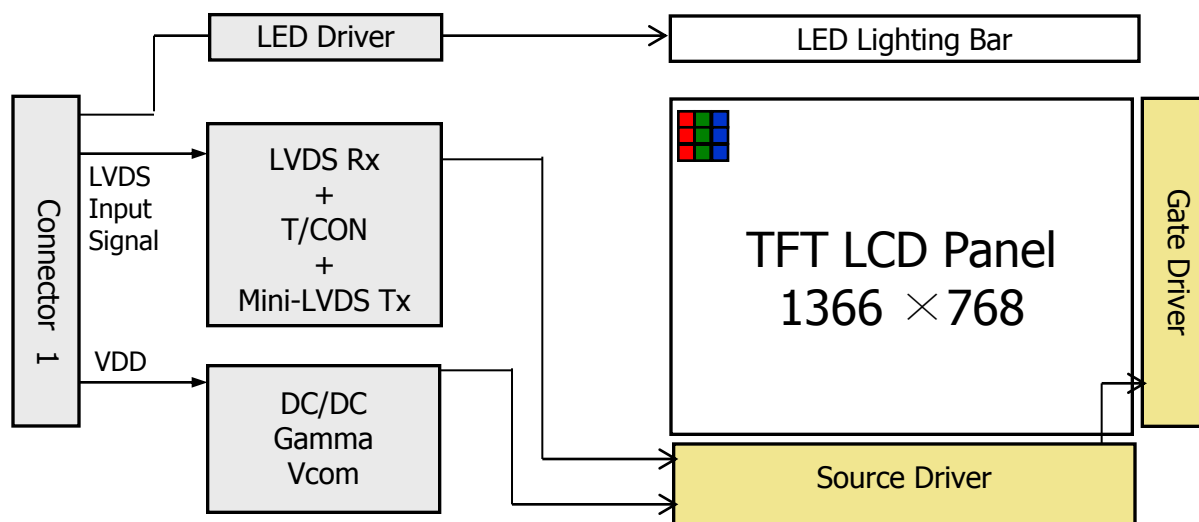 LED Driver
LED Lighting Bar
Connector 1
LVDS
Input
Signal
LVDS Rx
+
T/CON
+
Mini-LVDS Tx
TFT LCD Panel
1366 ×768
Gate Driver
VDD
DC/DC
Gamma
Vcom
Source Driver